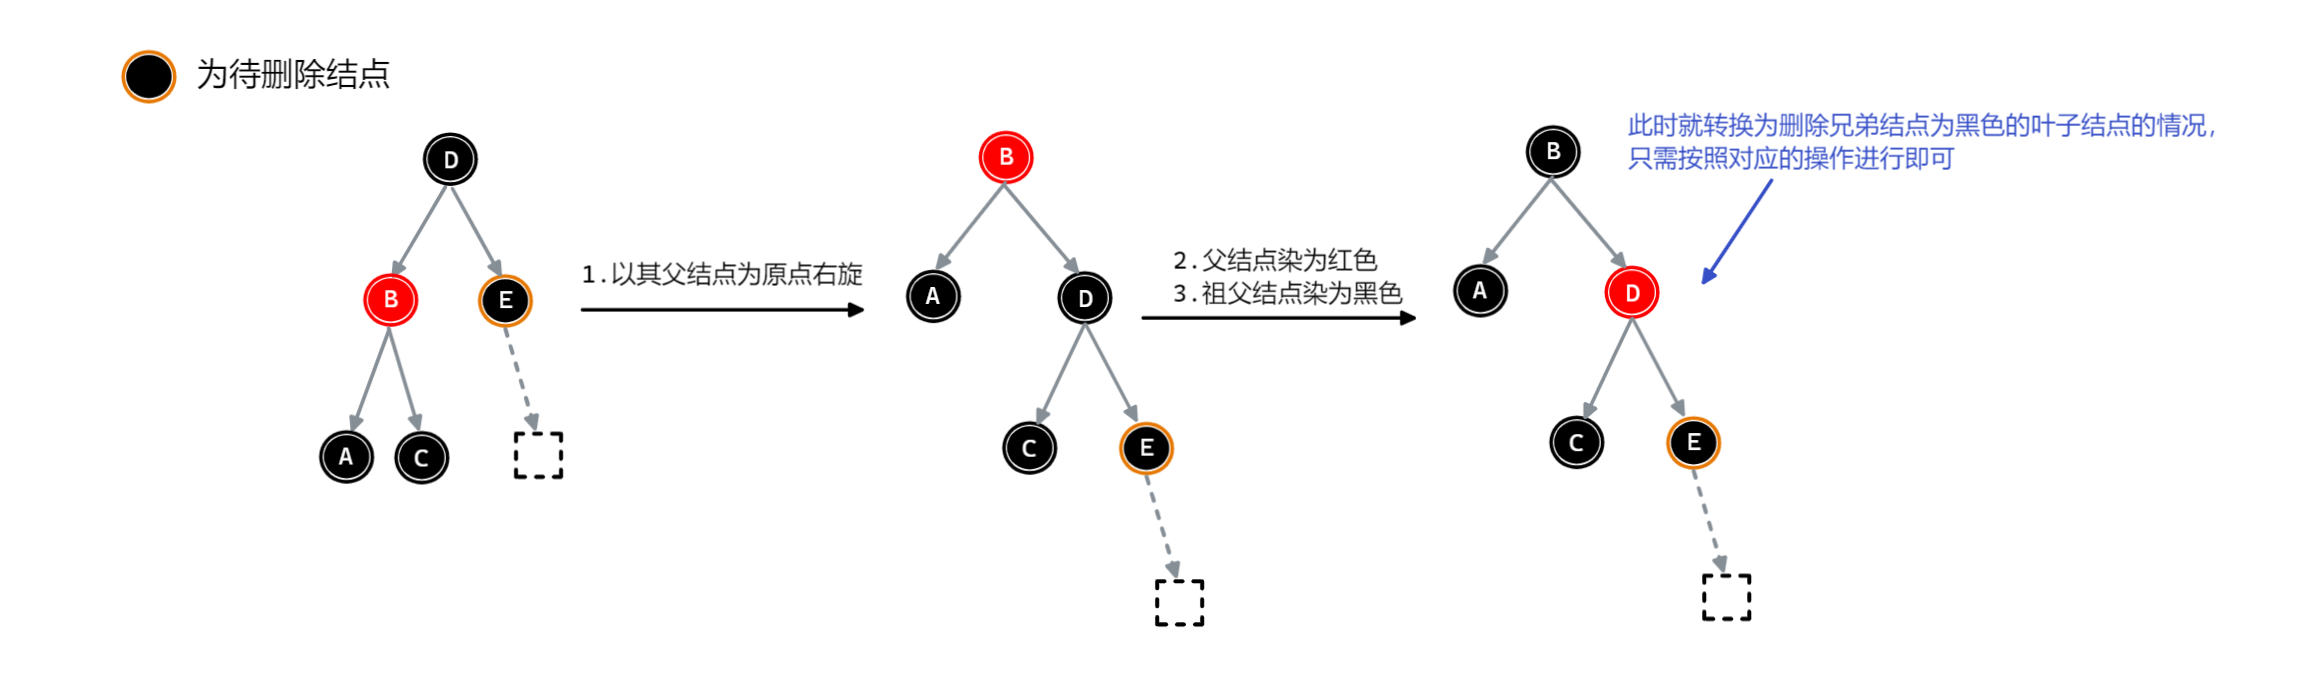 为待删除结点
D
B
E
A
C
1.以其父结点为原点右旋
B
A
D
C
E
2.父结点染为红色
3.祖父结点染为黑色
B
A
D
C
E
此时就转换为删除兄弟结点为黑色的叶子结点的情况，
只需按照对应的操作进行即可